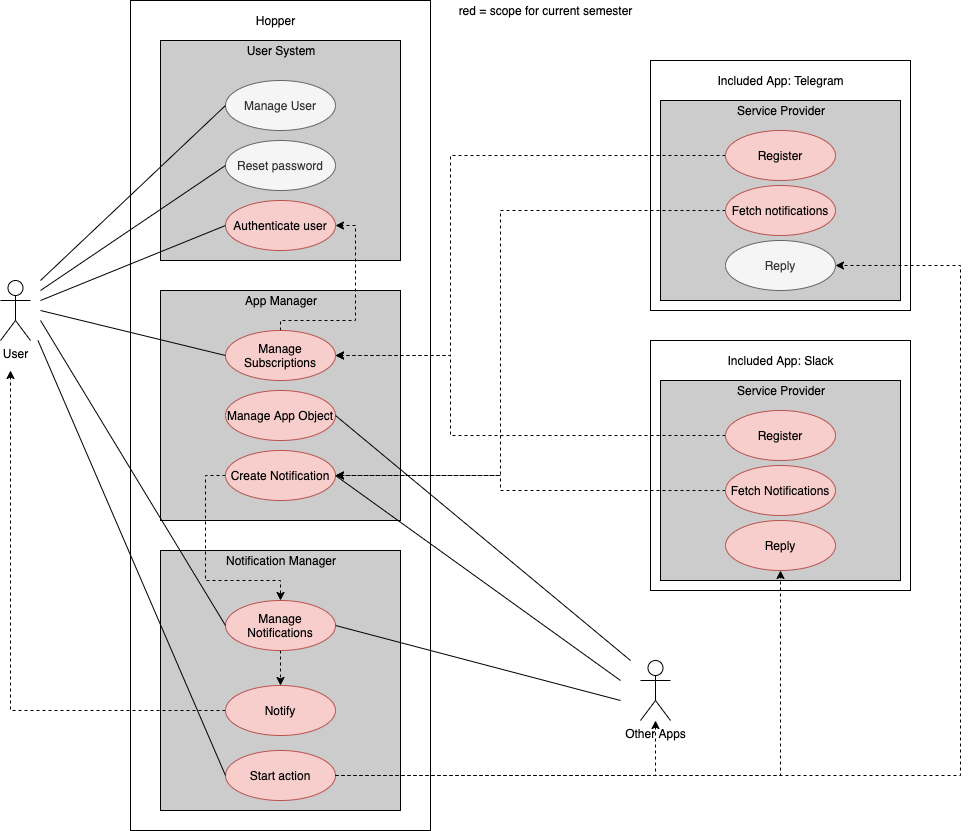 red = scope for current semester
Hopper
User System
Manage User
Reset password
Authenticate user
User
App Manager
Manage
Subscriptions
Manage App Object
Create Notification
Notification Manager
Manage
Notifications
Notify
Start action
Included App: Telegram
Service Provider
Register
Fetch notifications
Reply
Included App: Slack
Service Provider
Register
Fetch Notifications
Reply
Other Apps